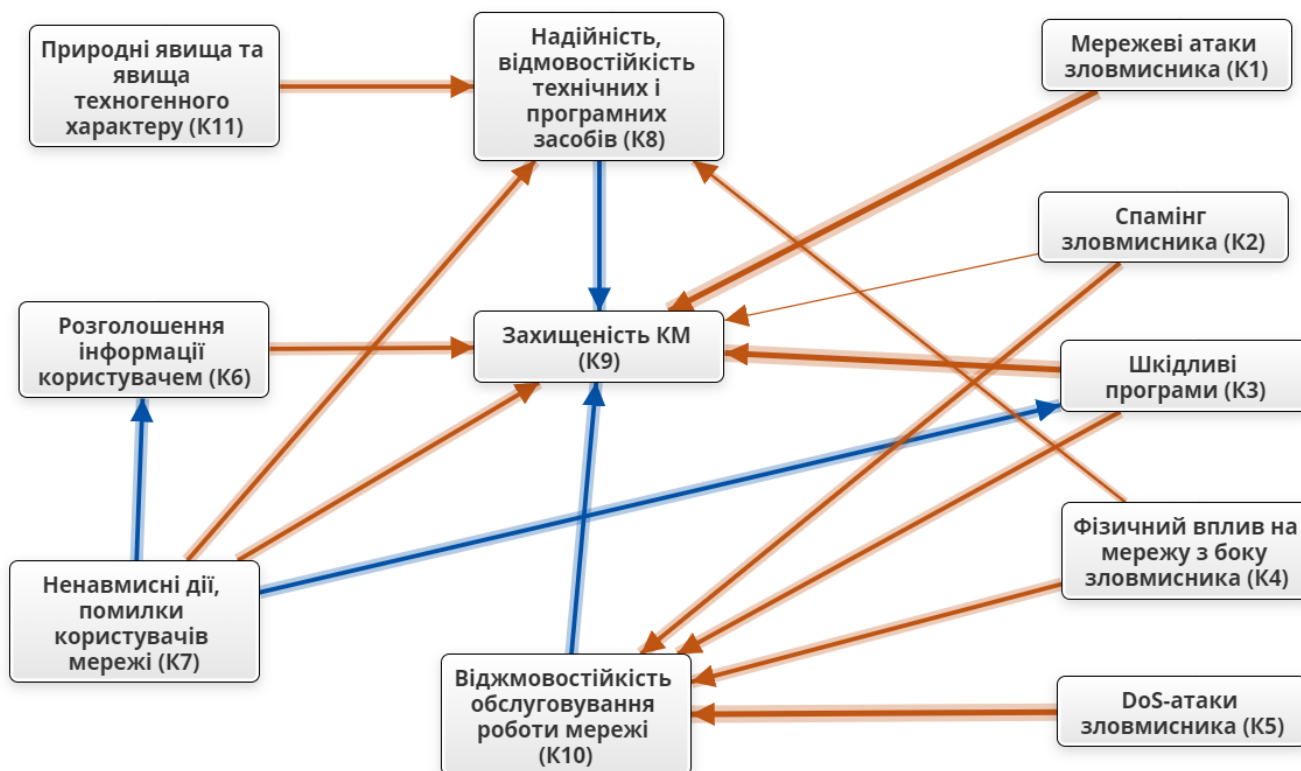 Природні явища та
явища
техногенного
характеру (К11)
Надійність,
відмовостійкість
технічних і
програмних
засобів (К8)
Мережеві атаки
зловмисника (К1)
Спамінг
зловмисника (К2)
Розголошення
інформації
користувачем (К6)
Захищеність КМ
(К9)
Шкідливі
програми (К3)
Фізичний вплив на
мережу з боку
зловмисника (К4)
Ненавмисні дії,
помилки
користувачів
мережі (К7)
Віджмовостійкість
обслуговування
роботи мережі
(К10)
DoS-атаки
зловмисника (К5)